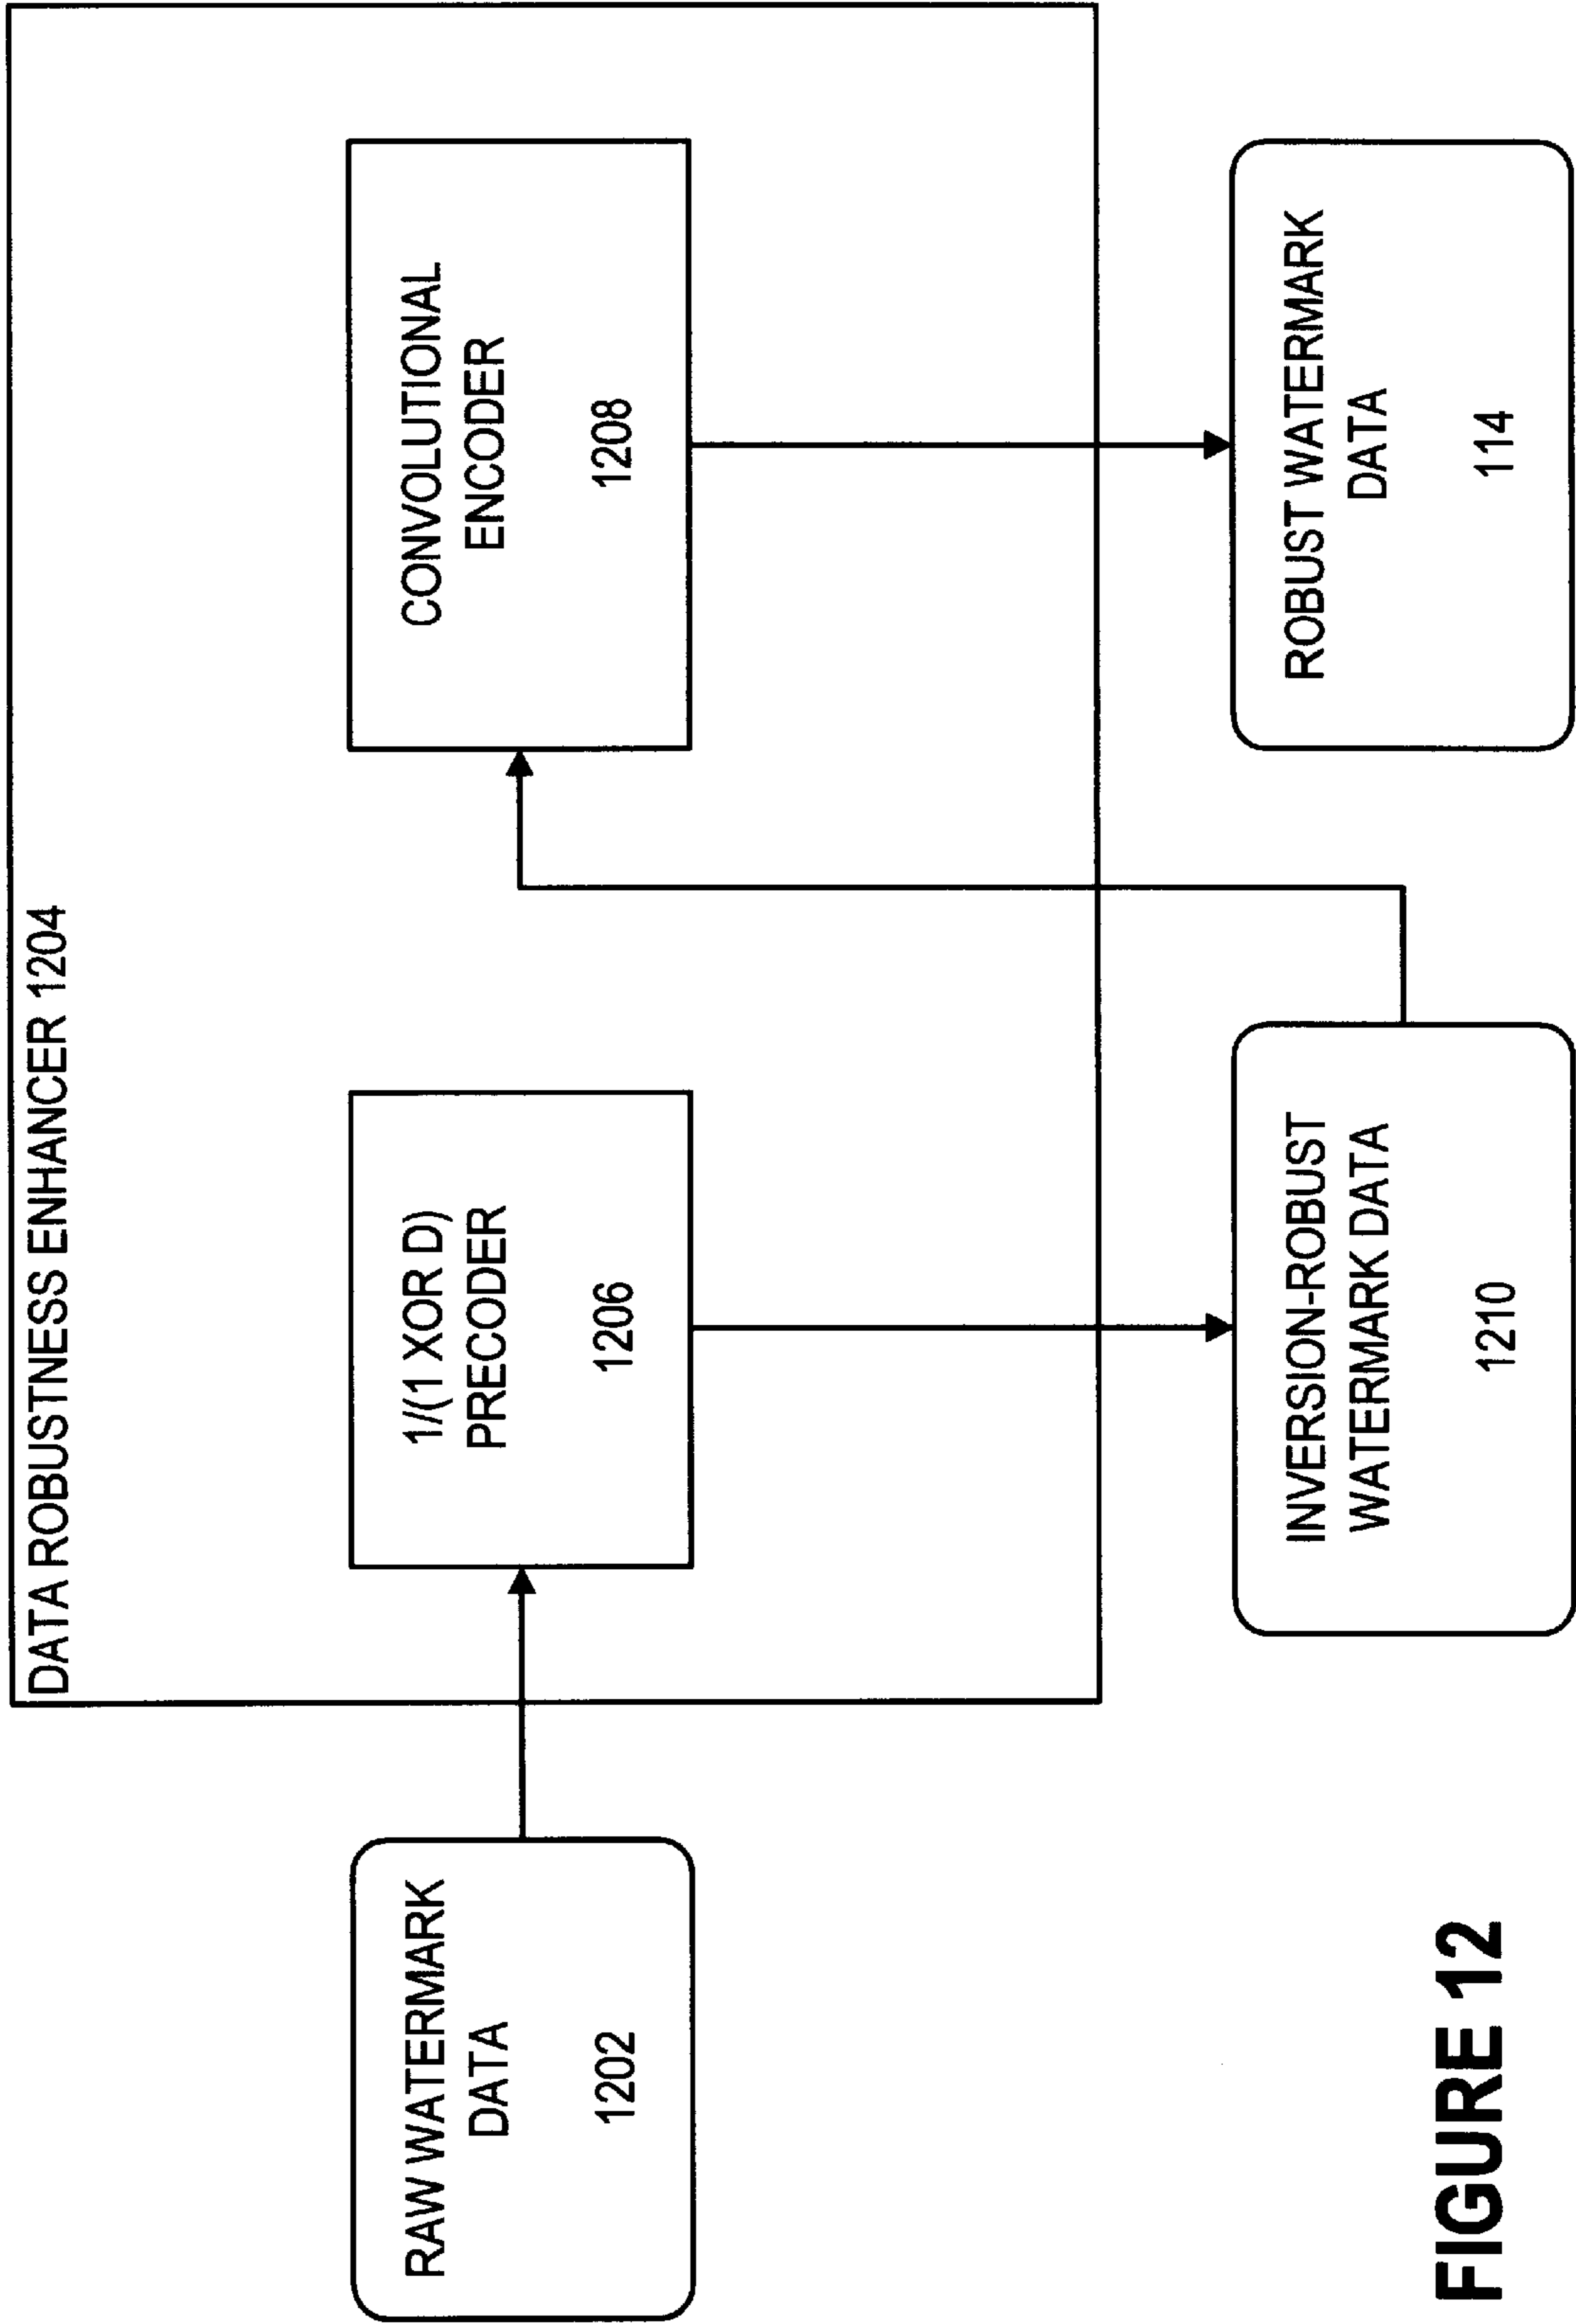 DATA ROBUSTNESS ENHANCER 1204
RAW WATERMARK
DATA
1202
1/(1 XOR D)
PRECODER
1206
CONVOLUTIONAL
ENCODER
1208
INVERSION-ROBUST
WATERMARK DATA
1210
ROBUST WATERMARK
DATA
114
FIGURE 12